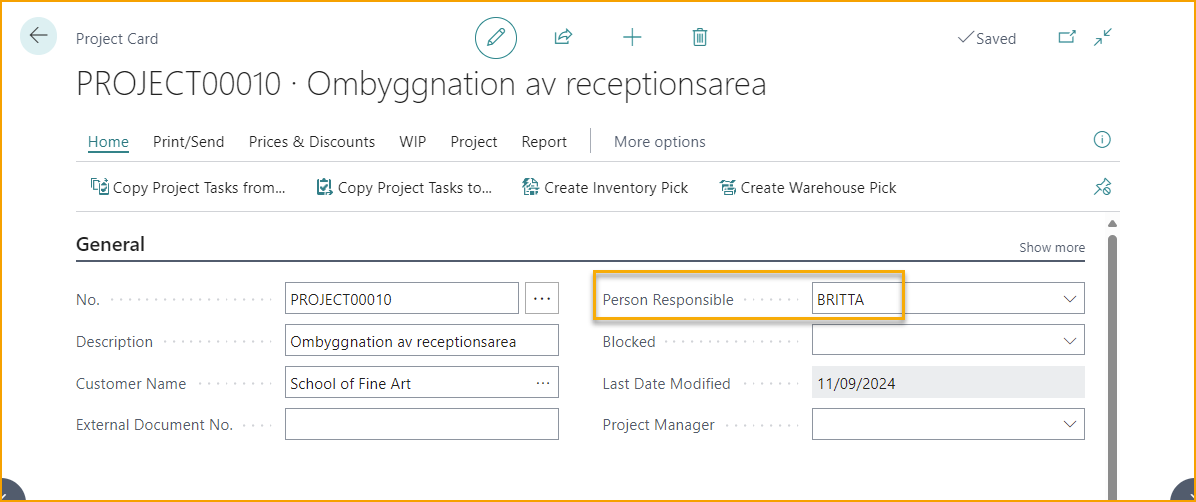 Project Card
Saved
PROJECT00010 · Ombyggnation av receptionsarea
Home Print/Send Prices & Discounts WIP Project Report More options
Copy Project Tasks from... Copy Project Tasks to... Create Inventory Pick Create Warehouse Pick
General
Show more
No. PROJECT00010 ...
Person Responsible BRITTA
Description Ombyggnation av receptionsarea
Blocked
Customer Name School of Fine Art ...
Last Date Modified 11/09/2024
External Document No.
Project Manager